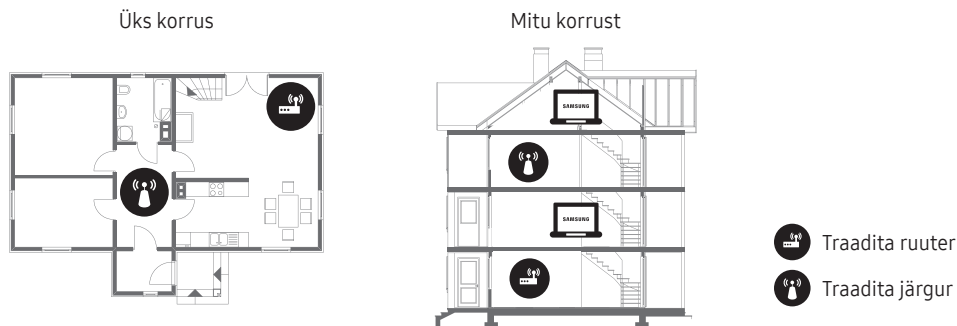 Üks korrus
Mitu korrust
SAMSUNG
SAMSUNG
Traadita ruuter
Traadita järgur